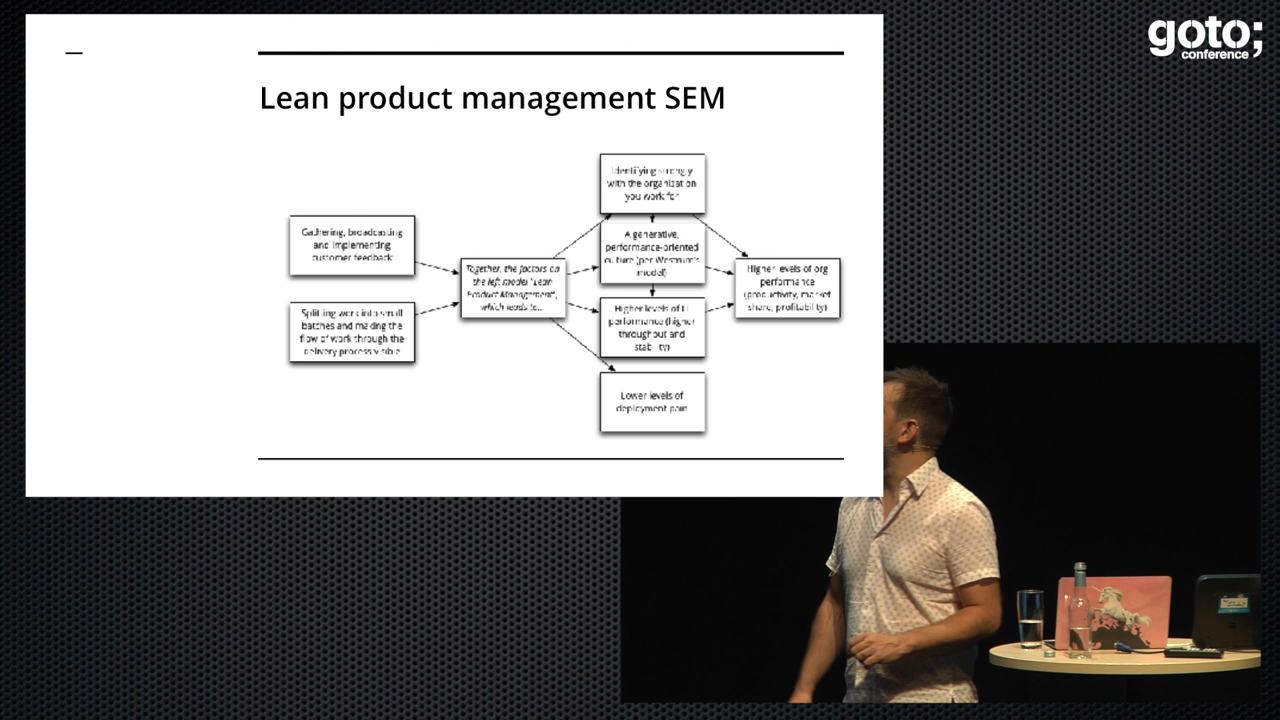 goto;
conference
Lean product management SEM
Identifying strongly
with the organization
you work for
Gathering, broadcasting
and implementing
customer feedback
A generative,
performance-oriented
culture (per Westrum's
model)
Together, the factors on
the left model "Lean
Product Management",
which leads to...
Higher levels of org
performance
(productivity, market
share, profitability)
Splitting work into small
batches and making the
flow of work through the
delivery process visible
Higher levels of IT
performance (higher
throughput and
stability)
Lower levels of
deployment pain